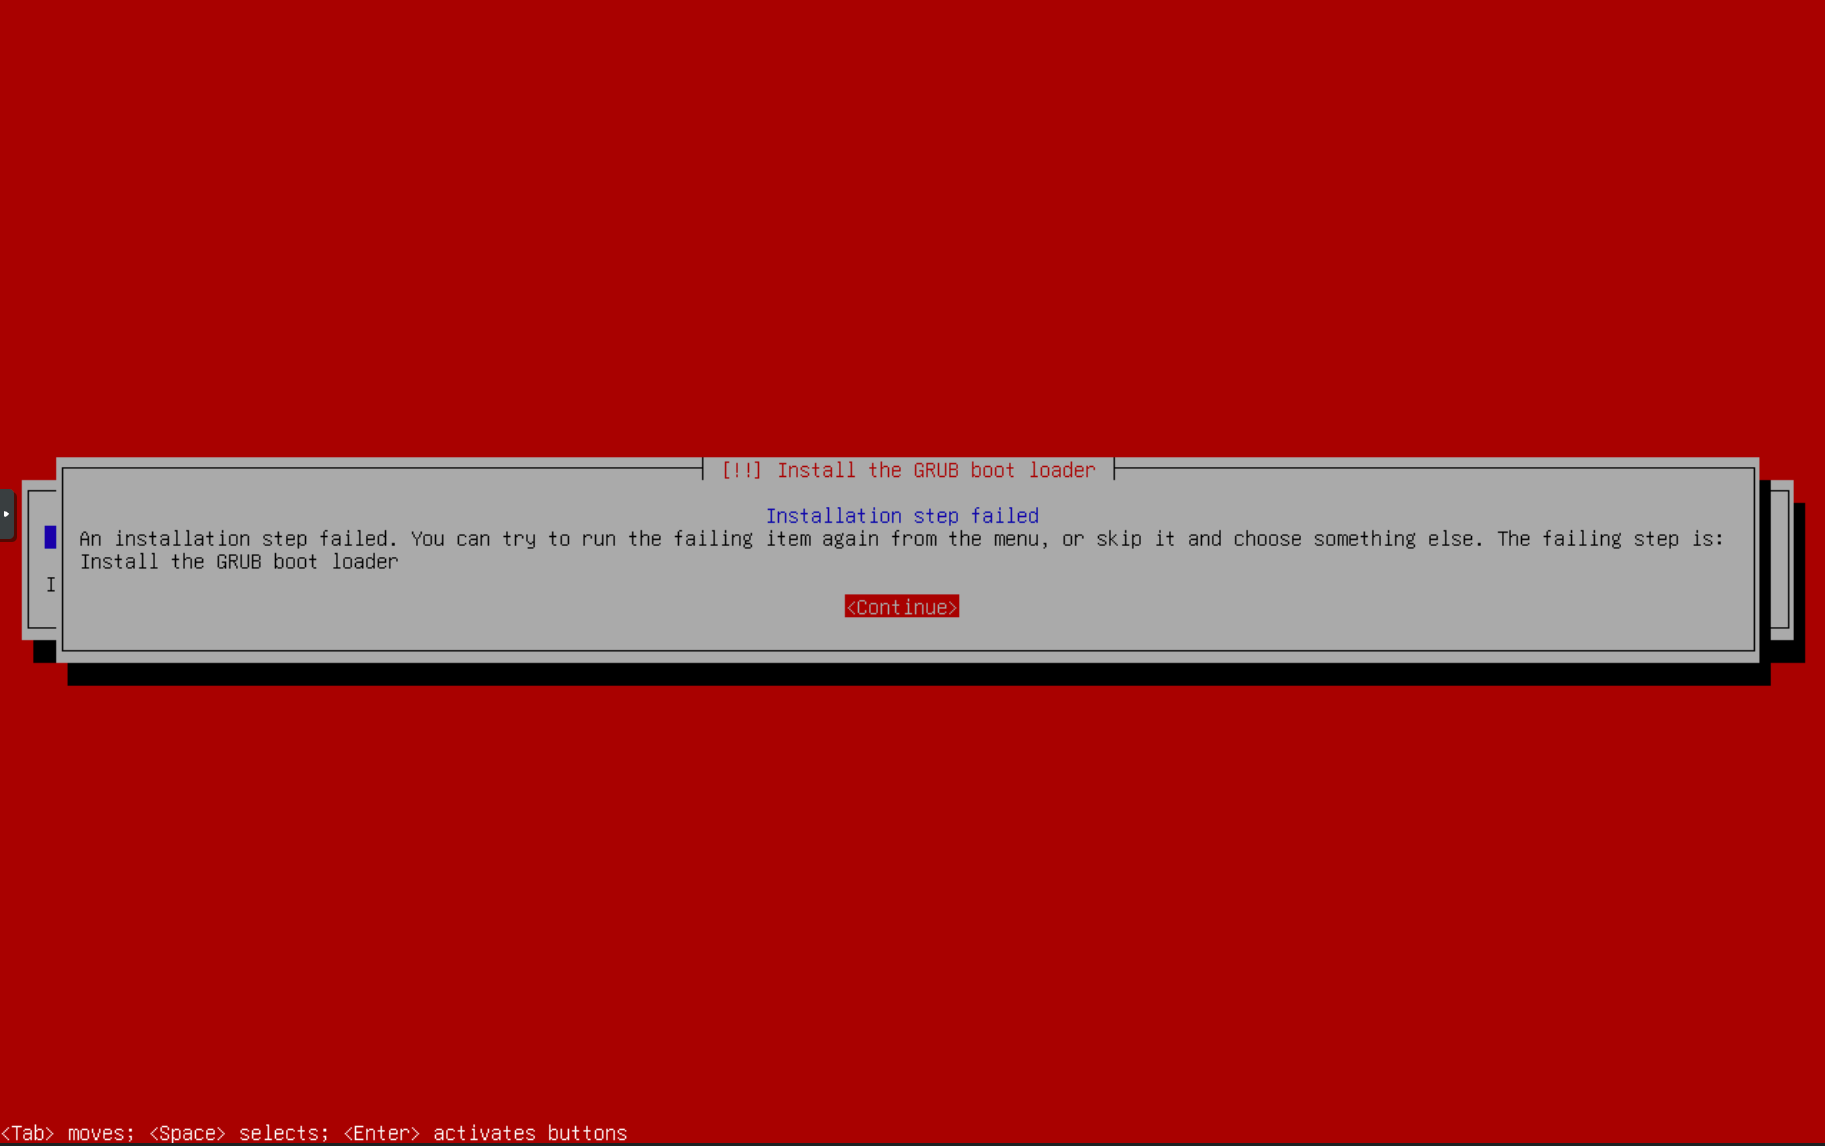 [!!] Install the GRUB boot loader
Installation step failed
An installation step failed. You can try to run the failing item again from the menu, or skip it and choose something else. The failing step is:
Install the GRUB boot loader
I
<Continue>
<Tab> moves; <Space> selects; <Enter> activates buttons